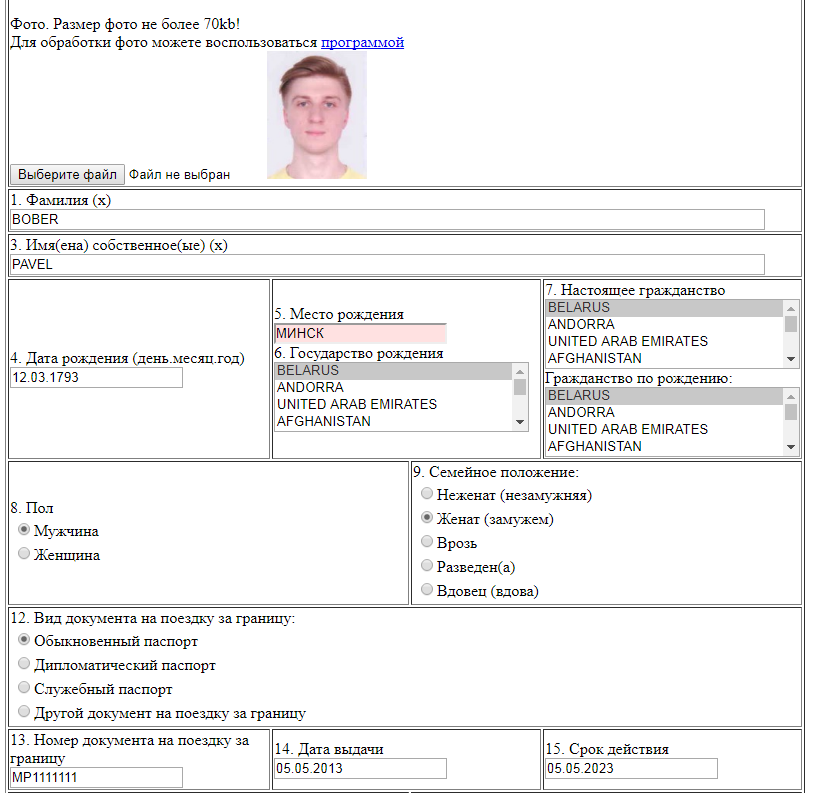 Фото. Размер фото не более 70kb!
Для обработки фото можете воспользоваться программой
Выберите файл Файл не выбран
1. Фамилия (x)
BOBER
3. Имя(ена) собственное(ые) (x)
PAVEL
4. Дата рождения (день.месяц.год)
12.03.1793
5. Место рождения
МИНСК
6. Государство рождения
BELARUS
ANDORRA
UNITED ARAB EMIRATES
AFGHANISTAN
7. Настоящее гражданство
BELARUS
ANDORRA
UNITED ARAB EMIRATES
AFGHANISTAN
Гражданство по рождению:
BELARUS
ANDORRA
UNITED ARAB EMIRATES
AFGHANISTAN
8. Пол
Мужчина
Женщина
9. Семейное положение:
Неженат (незамужняя)
Женат (замужем)
Врозь
Разведен(а)
Вдовец (вдова)
12. Вид документа на поездку за границу:
Обыкновенный паспорт
Дипломатический паспорт
Служебный паспорт
Другой документ на поездку за границу
13. Номер документа на поездку за
границу
MP1111111
14. Дата выдачи
05.05.2013
15. Срок действия
05.05.2023